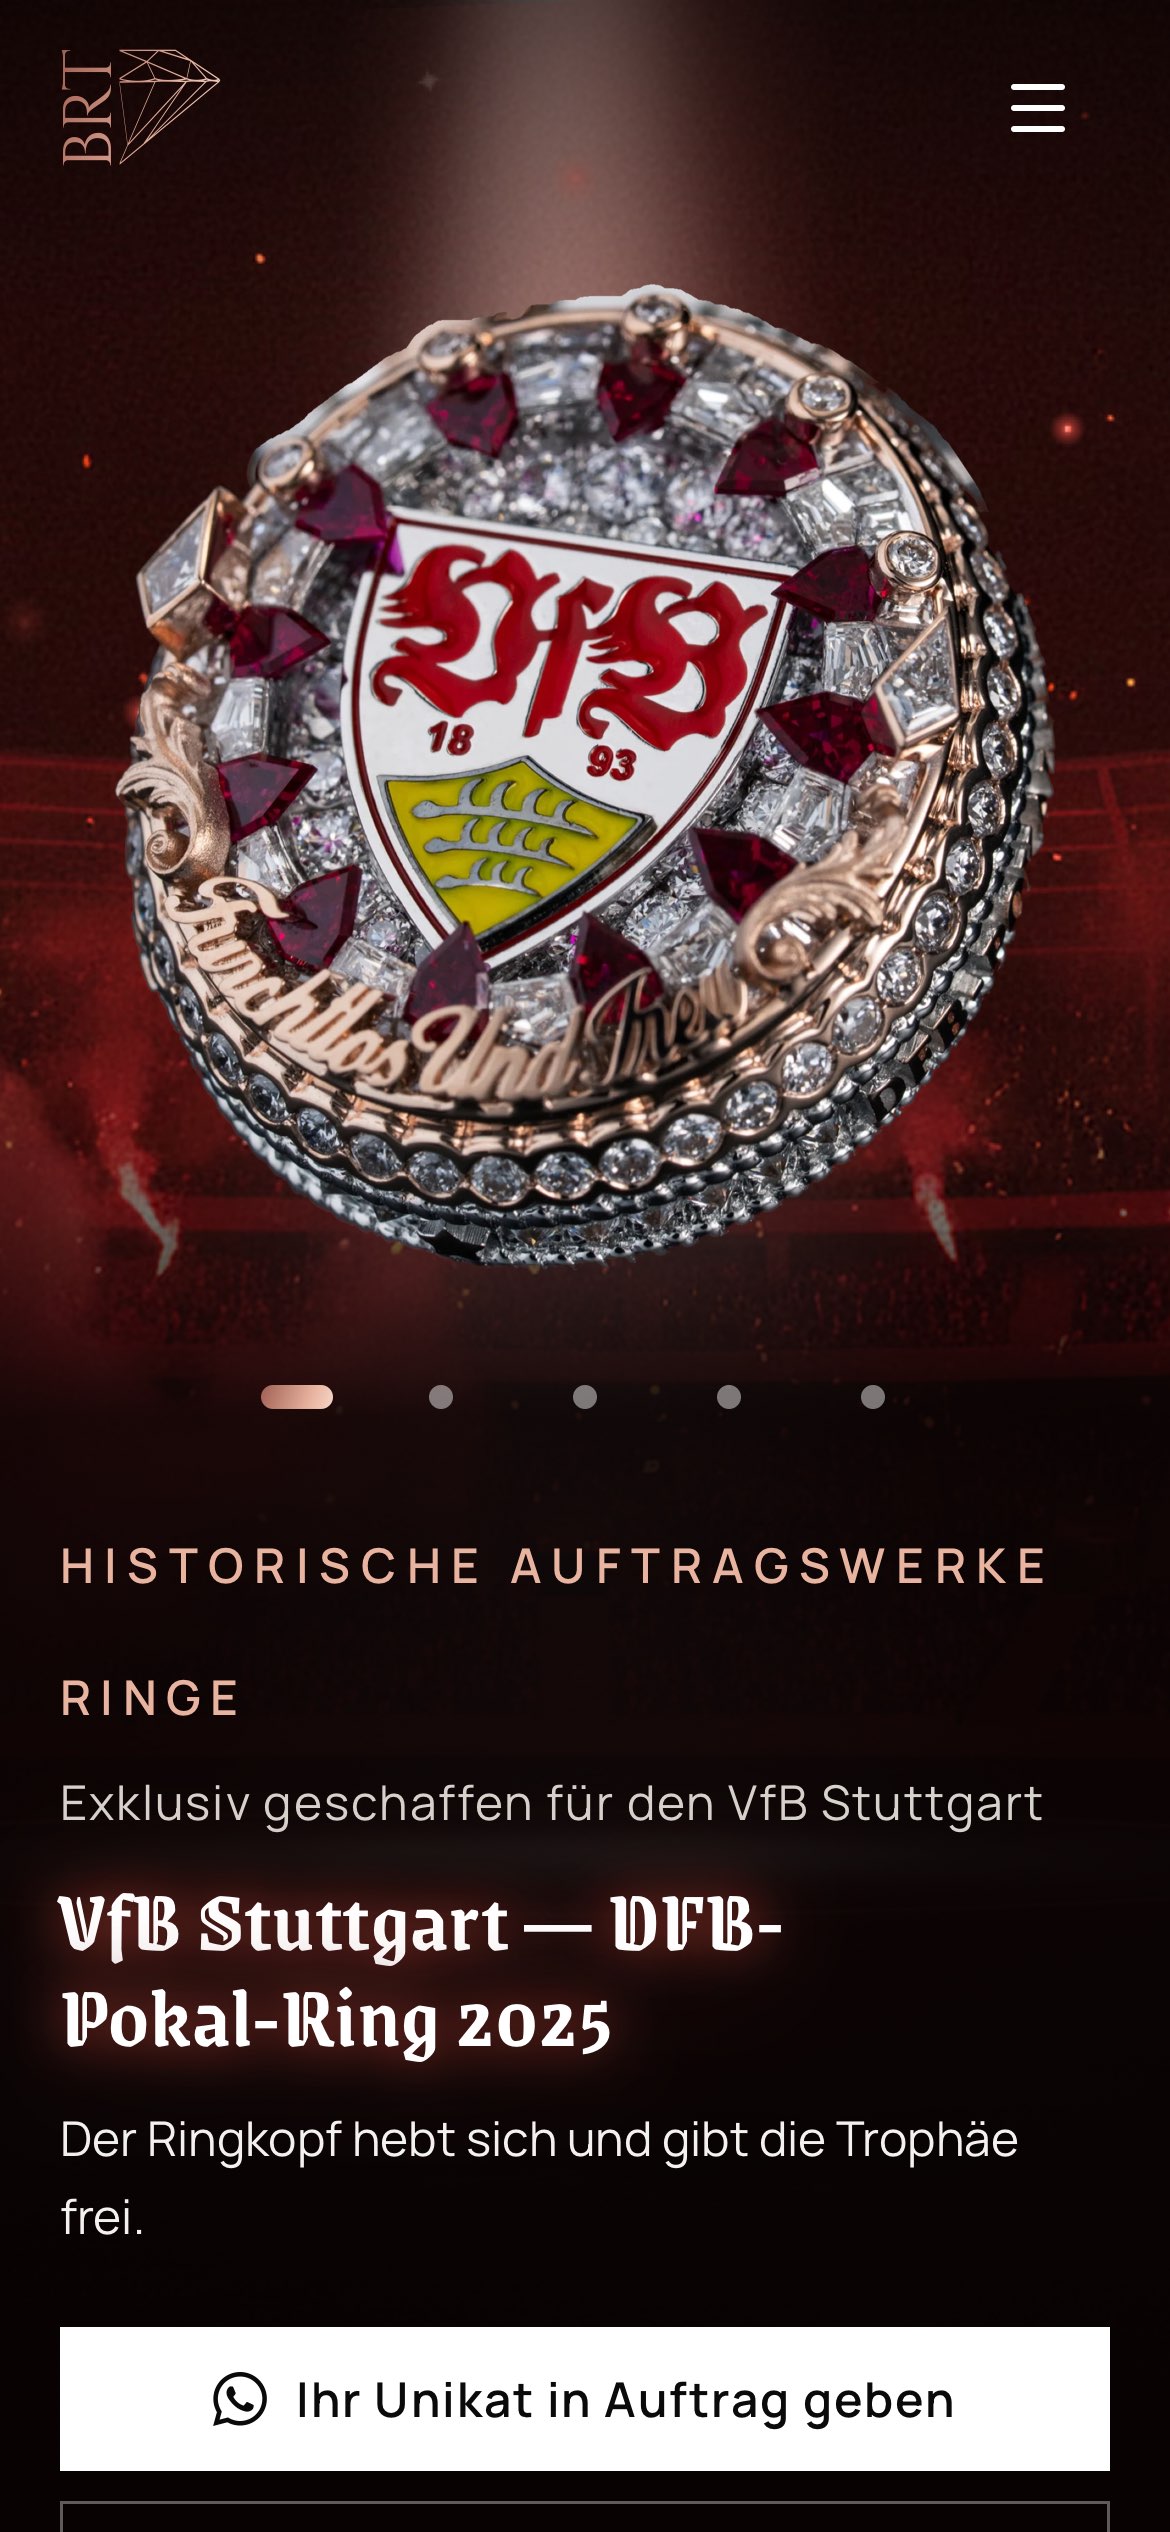 BRT
VfB
18 93
Furchtlos Und Treu
DFB
HISTORISCHE AUFTRAGSWERKE
RINGE
Exklusiv geschaffen für den VfB Stuttgart
VfB Stuttgart — DFB-
Pokal-Ring 2025
Der Ringkopf hebt sich und gibt die Trophäe
frei.
Ihr Unikat in Auftrag geben